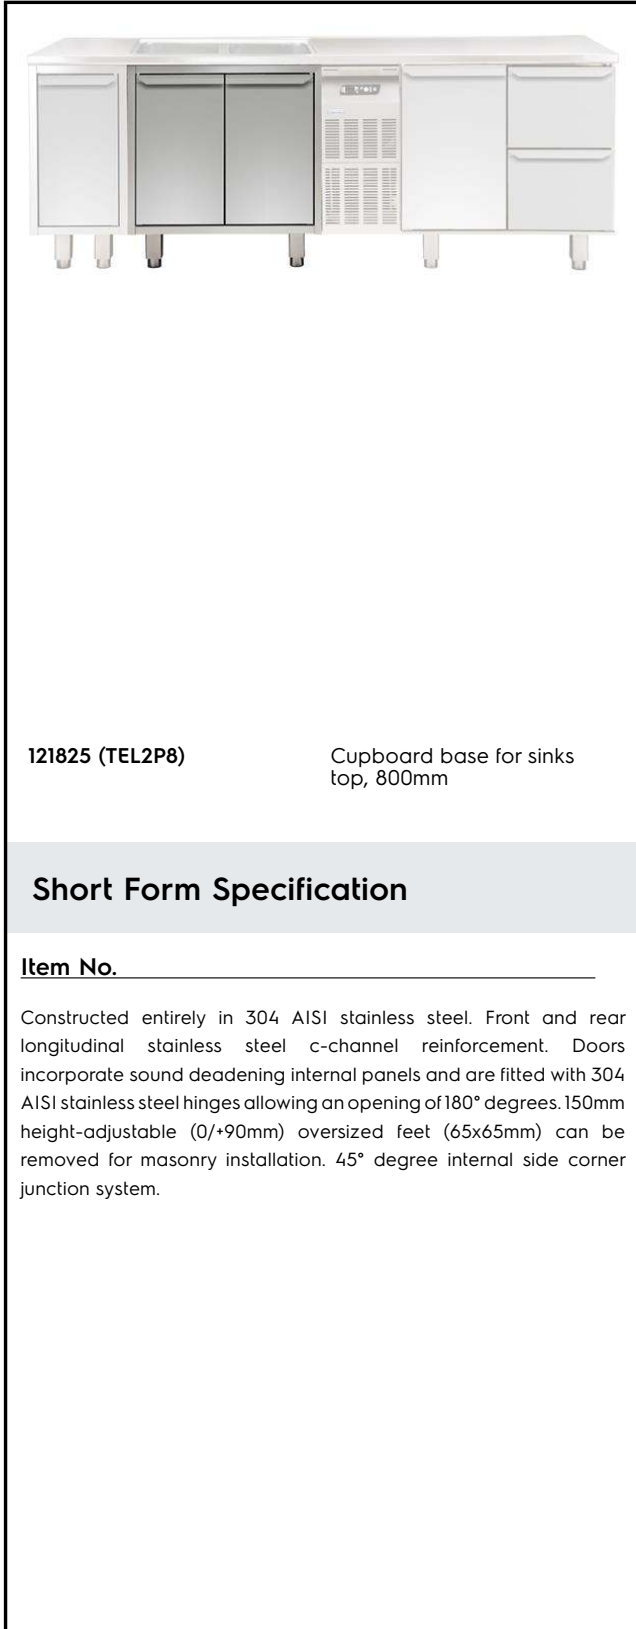 121825 (TEL2P8)
Cupboard base for sinks
top, 800mm
Short Form Specification
Item No.
Constructed entirely in 304 AISI stainless steel. Front and rear
longitudinal stainless steel c-channel reinforcement. Doors
incorporate sound deadening internal panels and are fitted with 304
AISI stainless steel hinges allowing an opening of 180° degrees. 150mm
height-adjustable (0/+90mm) oversized feet (65x65mm) can be
removed for masonry installation. 45° degree internal side corner
junction system.